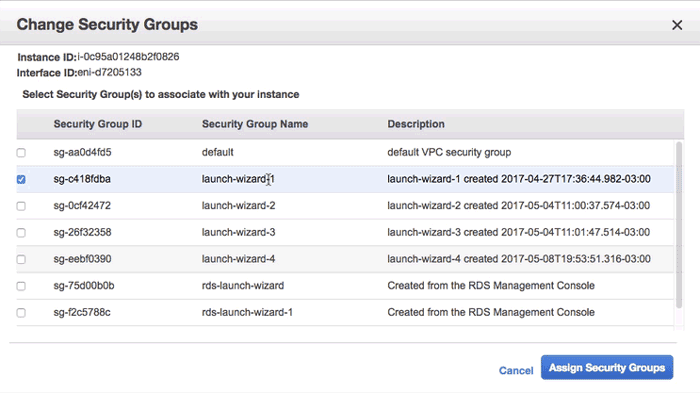 Change Security Groups
Instance ID:i-0c95a01248b2f0826
Interface ID:eni-d7205133
Select Security Group(s) to associate with your instance
Security Group ID Security Group Name Description
sg-aa0d4fd5 default default VPC security group
sg-c418fdba launch-wizard-1 launch-wizard-1 created 2017-04-27T17:36:44.982-03:00
sg-0cf42472 launch-wizard-2 launch-wizard-2 created 2017-05-04T11:00:37.574-03:00
sg-26f32358 launch-wizard-3 launch-wizard-3 created 2017-05-04T11:01:47.514-03:00
sg-eebf0390 launch-wizard-4 launch-wizard-4 created 2017-05-08T19:53:51.316-03:00
sg-75d00b0b rds-launch-wizard Created from the RDS Management Console
sg-f2c5788c rds-launch-wizard-1 Created from the RDS Management Console
Cancel Assign Security Groups